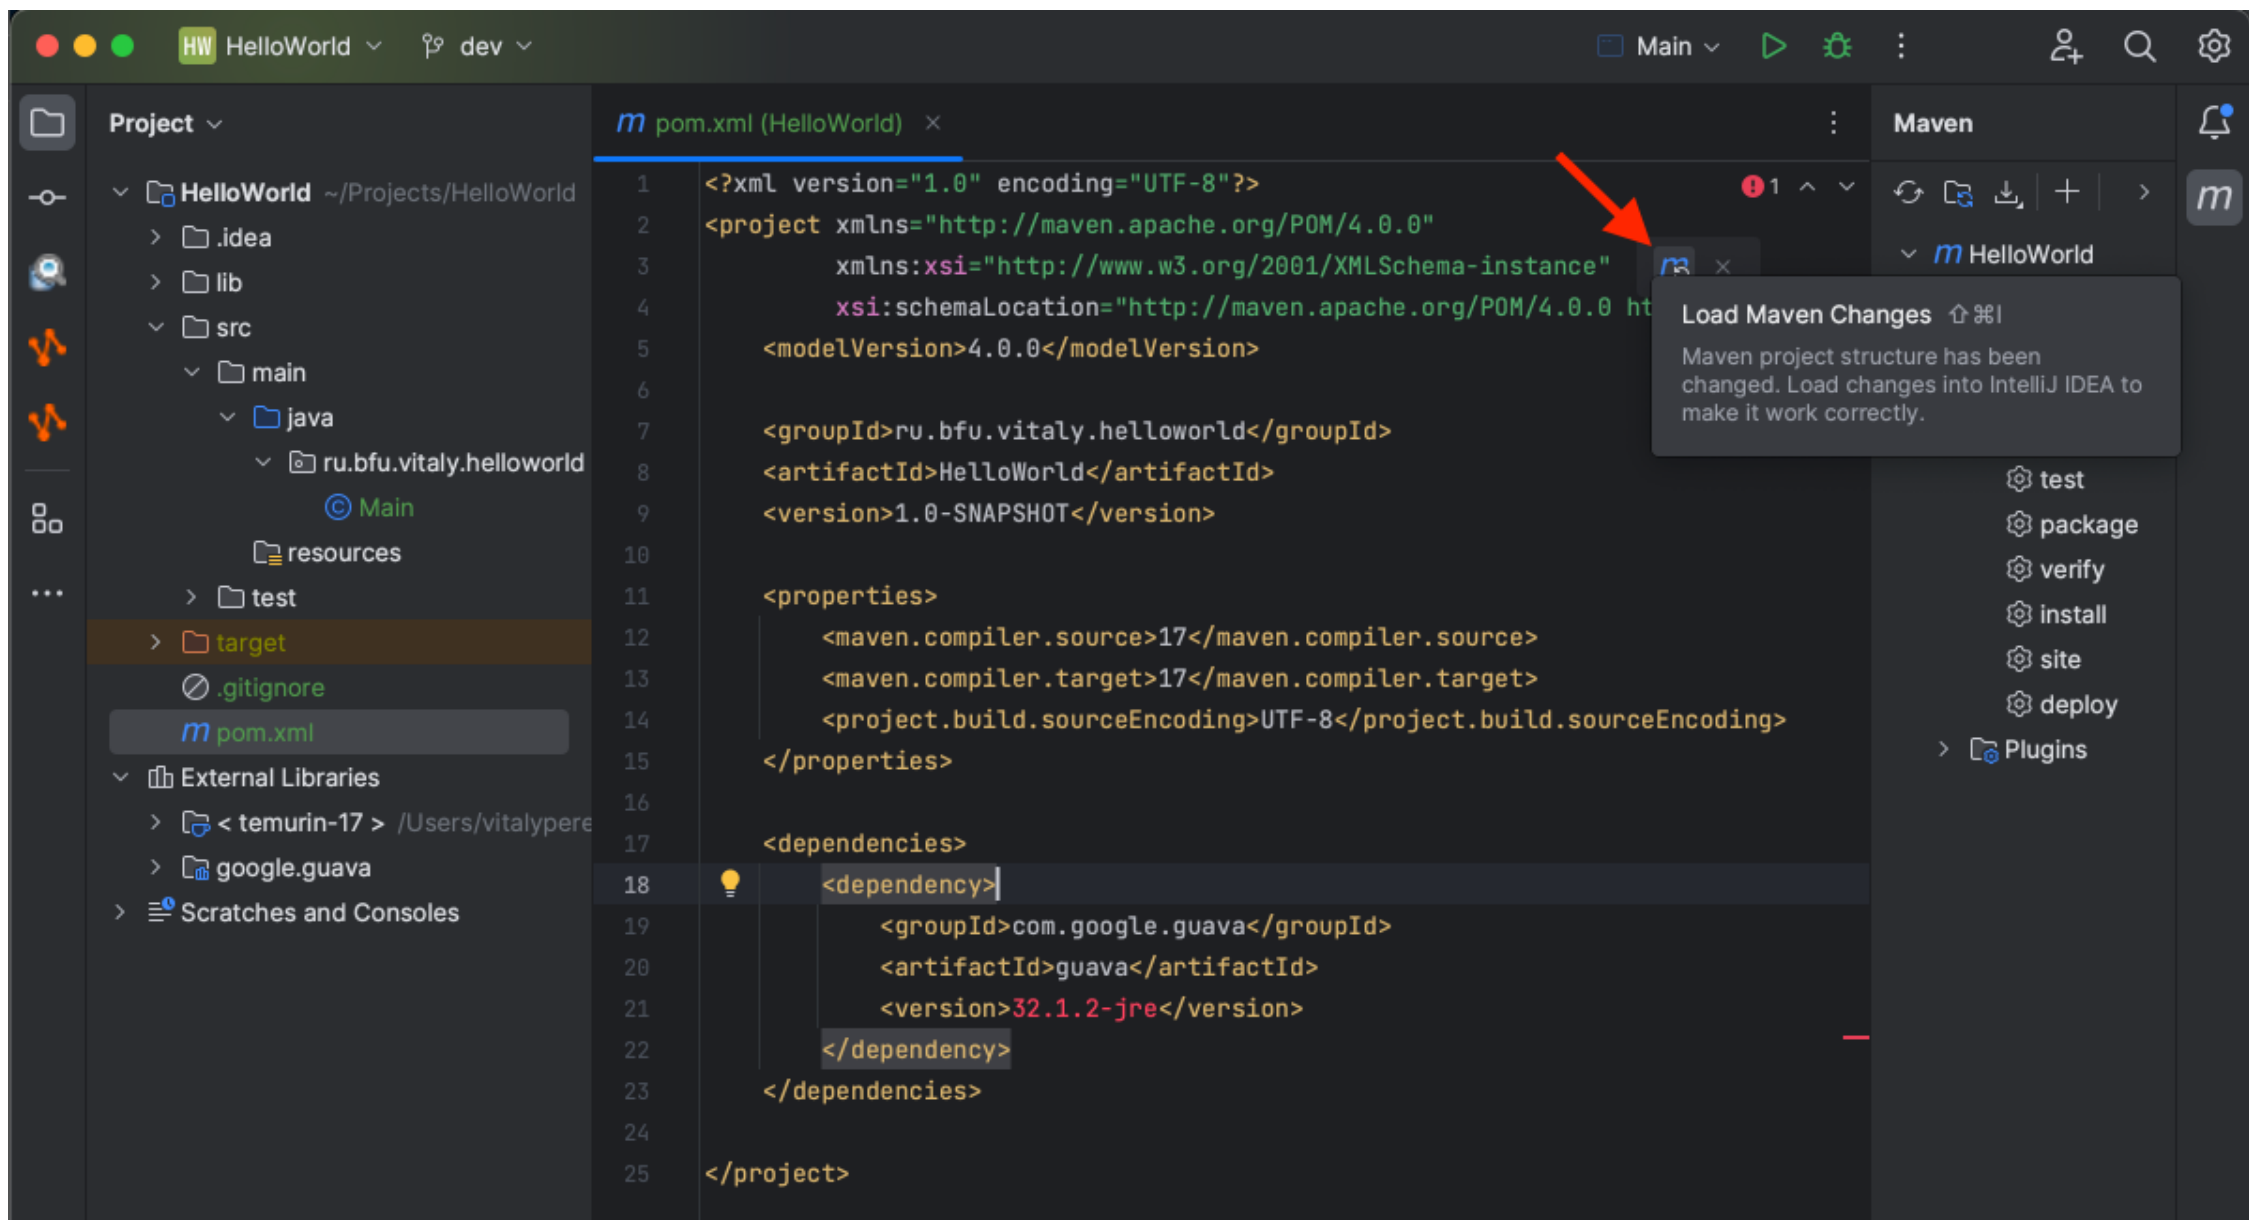 HW HelloWorld dev Main
Project
HelloWorld ~/Projects/HelloWorld
.idea
lib
src
main
java
ru.bfu.vitaly.helloworld
Main
resources
test
target
.gitignore
pom.xml
External Libraries
< temurin-17 > /Users/vitalypere
google.guava
Scratches and Consoles
pom.xml (HelloWorld)
1
1 <?xml version="1.0" encoding="UTF-8"?>
2 <project xmlns="http://maven.apache.org/POM/4.0.0"
3 xmlns:xsi="http://www.w3.org/2001/XMLSchema-instance"
4 xsi:schemaLocation="http://maven.apache.org/POM/4.0.0 ht
5 <modelVersion>4.0.0</modelVersion>
6
7 <groupId>ru.bfu.vitaly.helloworld</groupId>
8 <artifactId>HelloWorld</artifactId>
9 <version>1.0-SNAPSHOT</version>
10
11 <properties>
12 <maven.compiler.source>17</maven.compiler.source>
13 <maven.compiler.target>17</maven.compiler.target>
14 <project.build.sourceEncoding>UTF-8</project.build.sourceEncoding>
15 </properties>
16
17 <dependencies>
18 <dependency>
19 <groupId>com.google.guava</groupId>
20 <artifactId>guava</artifactId>
21 <version>32.1.2-jre</version>
22 </dependency>
23 </dependencies>
24
25 </project>
Load Maven Changes ⇧⌘I
Maven project structure has been
changed. Load changes into IntelliJ IDEA to
make it work correctly.
Maven
HelloWorld
test
package
verify
install
site
deploy
Plugins